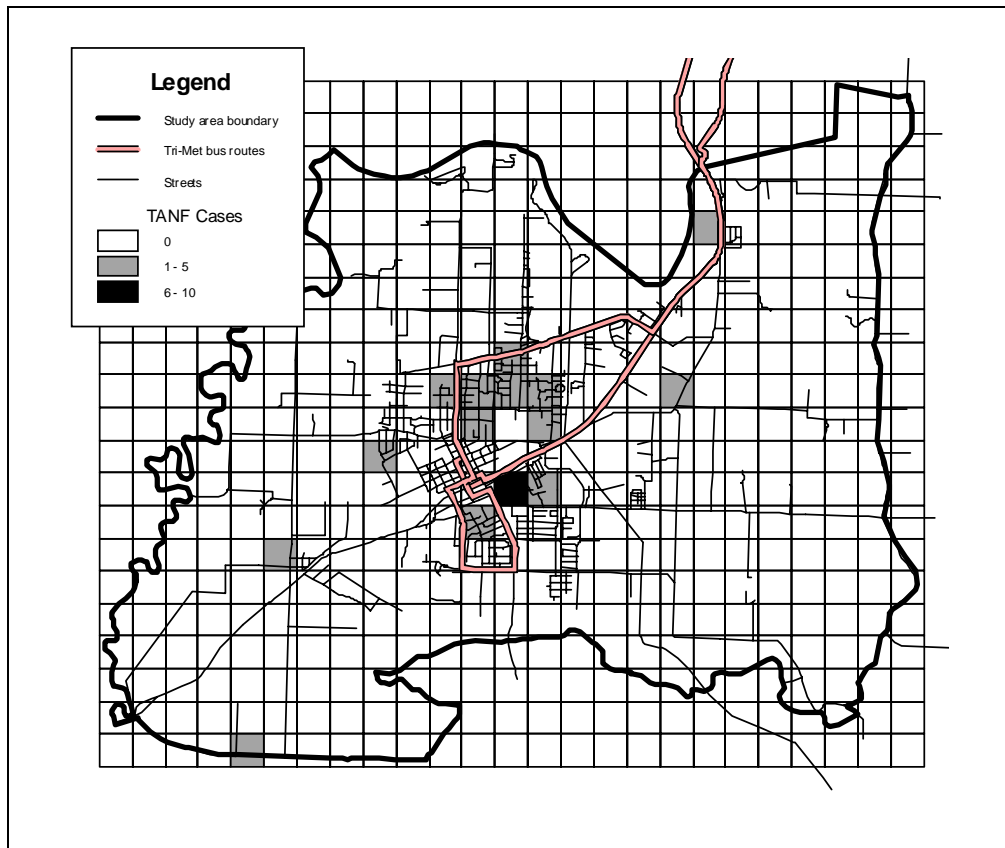 Legend
Study area boundary
Tri-Met bus routes
Streets
TANF Cases
0
1 - 5
6 - 10